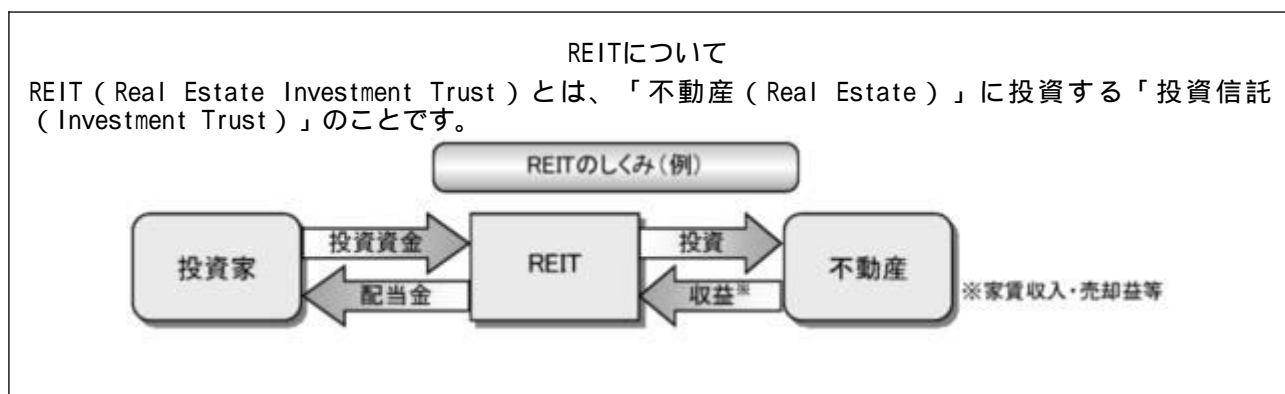 REITについて
REIT（Real Estate Investment Trust）とは、「不動産（Real Estate）」に投資する「投資信託
（Investment Trust）」のことです。
REITのしくみ（例）
投資家
投資資金
配当金
REIT
投資
収益※
不動産
※家賃収入・売却益等